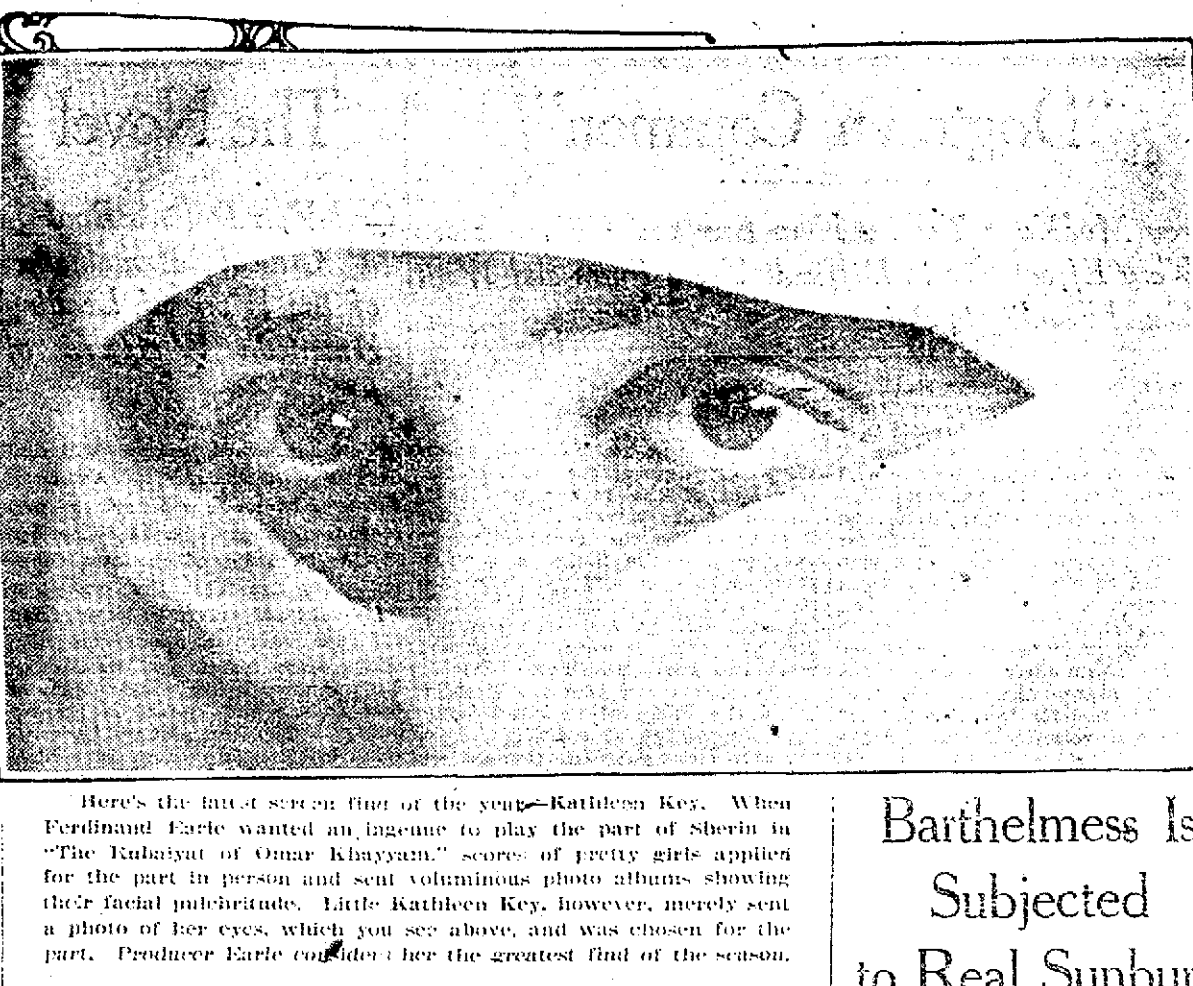 Here's the latest screen find of the year—Kathleen Key. When
Ferdinand Earle wanted an ingenue to play the part of Sherin in
"The Rubaiyat of Omar Khayyam," scores of pretty girls applied
for the part in person and sent voluminous photo albums showing
their facial pulchritude. Little Kathleen Key, however, merely sent
a photo of her eyes, which you see above, and was chosen for the
part. Producer Earle considers her the greatest find of the season.
Barthelmess Is
Subjected
to Real Sunbur